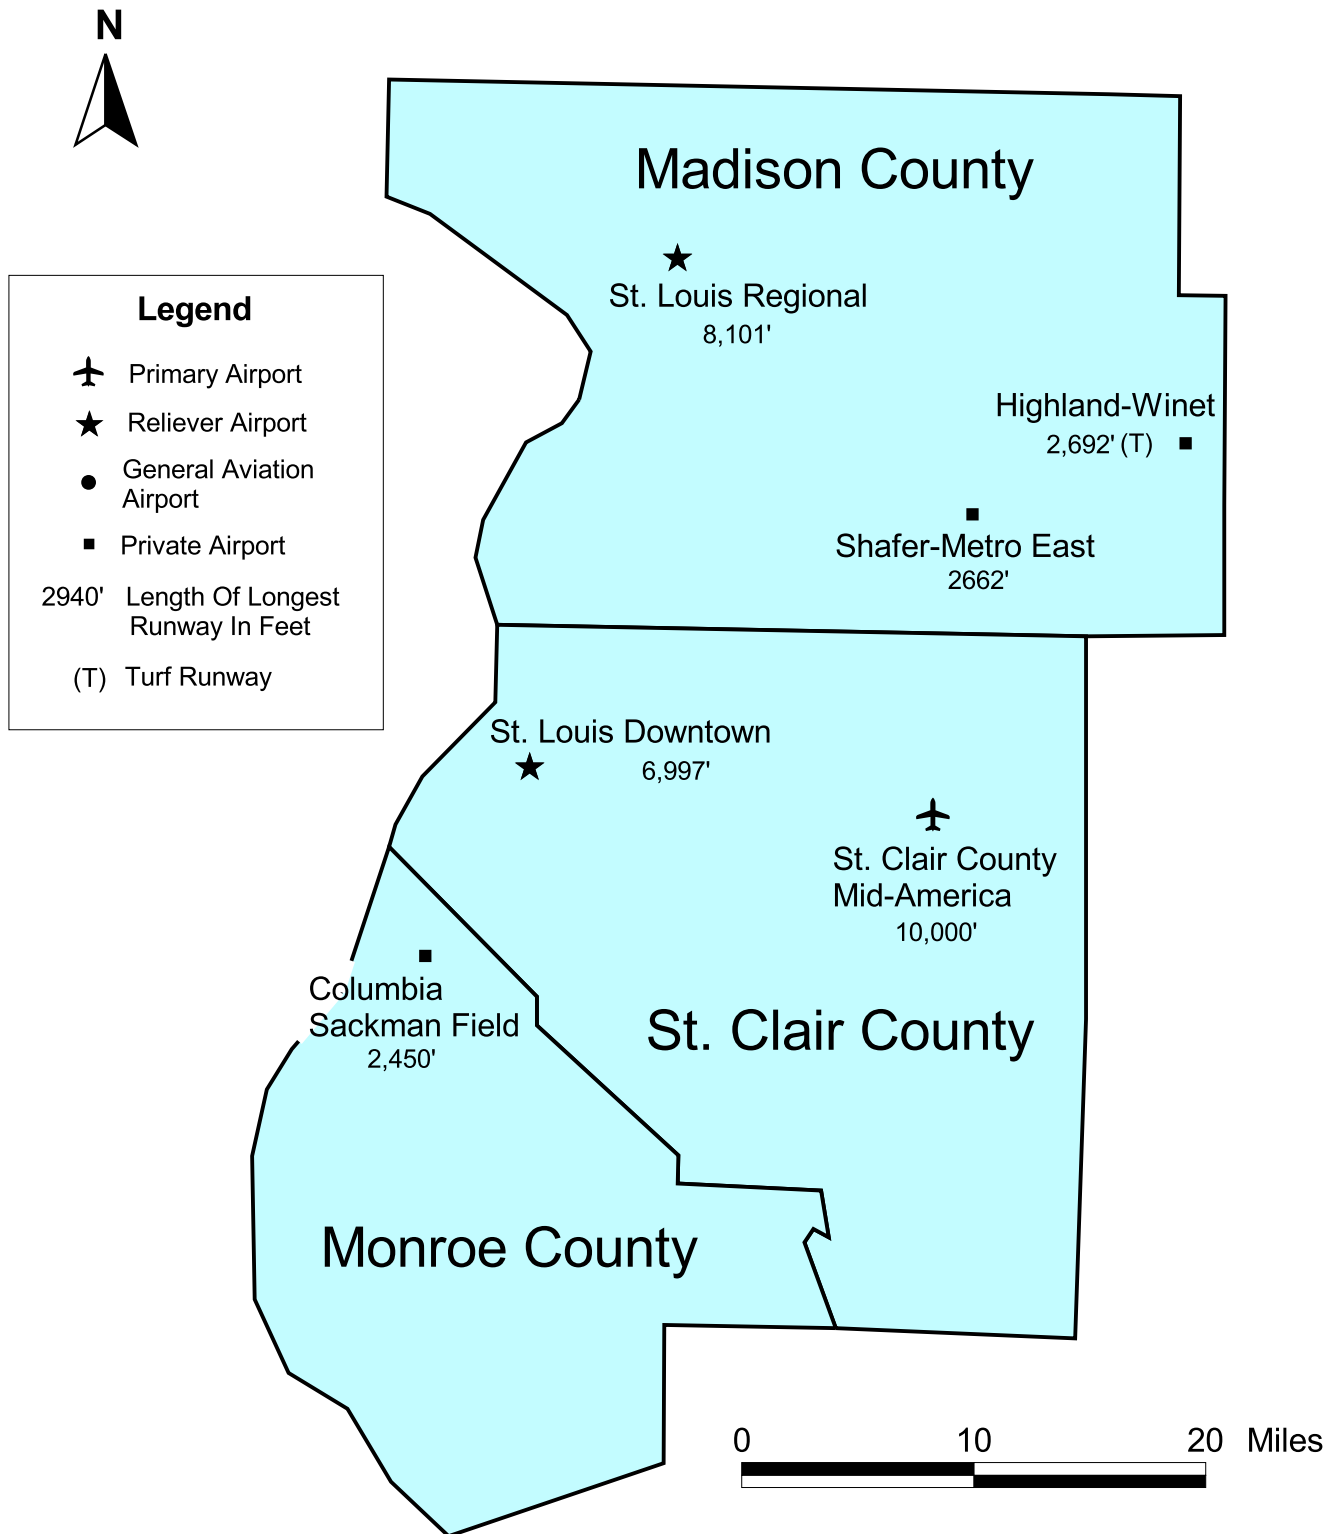 N
Madison County
St. Louis Regional
8,101'
Highland-Winet
2,692' (T)
Shafer-Metro East
2662'
Legend
Primary Airport
Reliever Airport
General Aviation
Airport
Private Airport
2940' Length Of Longest
Runway In Feet
(T) Turf Runway
St. Louis Downtown
6,997'
St. Clair County
Mid-America
10,000'
Columbia
Sackman Field
2,450'
St. Clair County
Monroe County
0 10 20 Miles